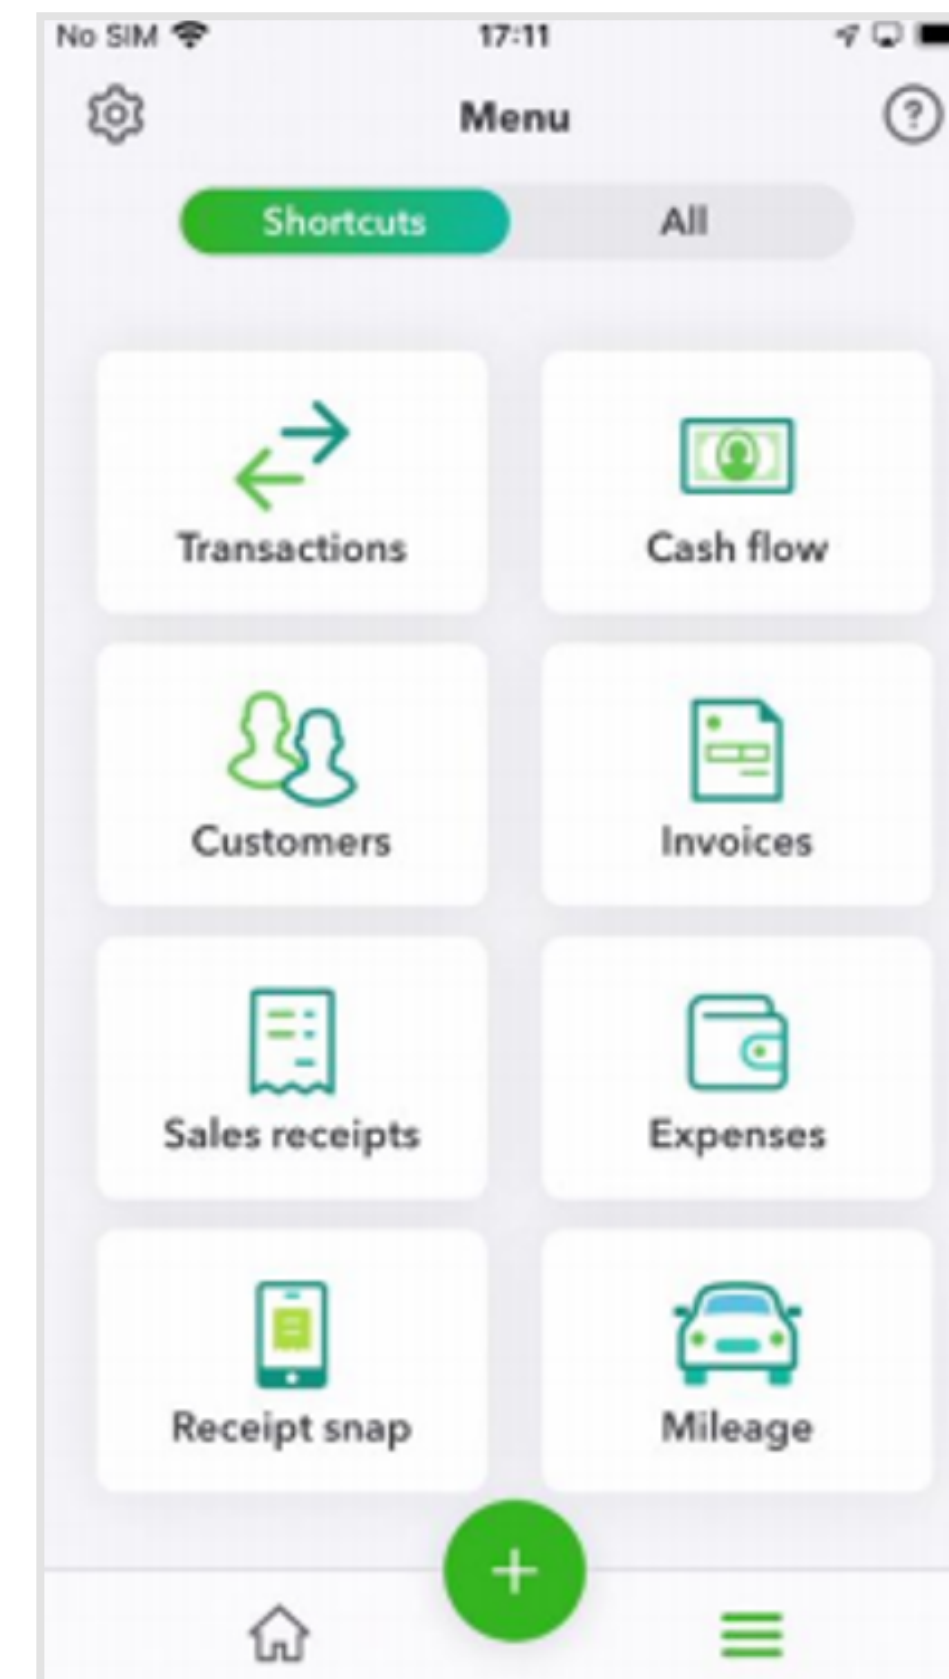 No SIM 17:11
Menu
Shortcuts All
Transactions Cash flow
Customers Invoices
Sales receipts Expenses
Receipt snap Mileage